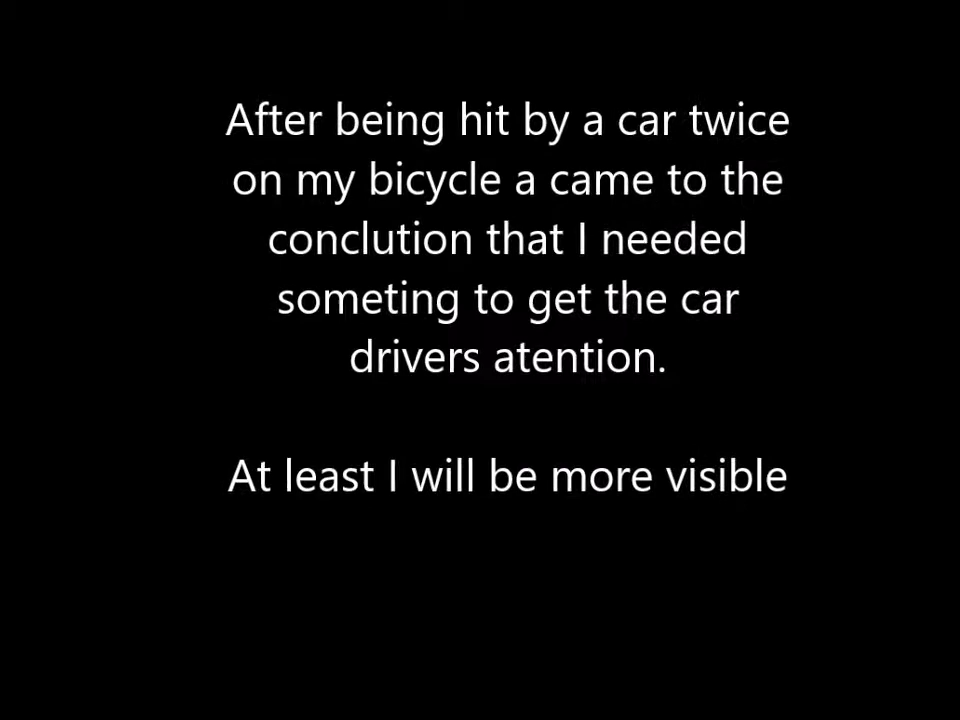 After being hit by a car twice
on my bicycle a came to the
conclution that I needed
someting to get the car
drivers atention.
At least I will be more visible